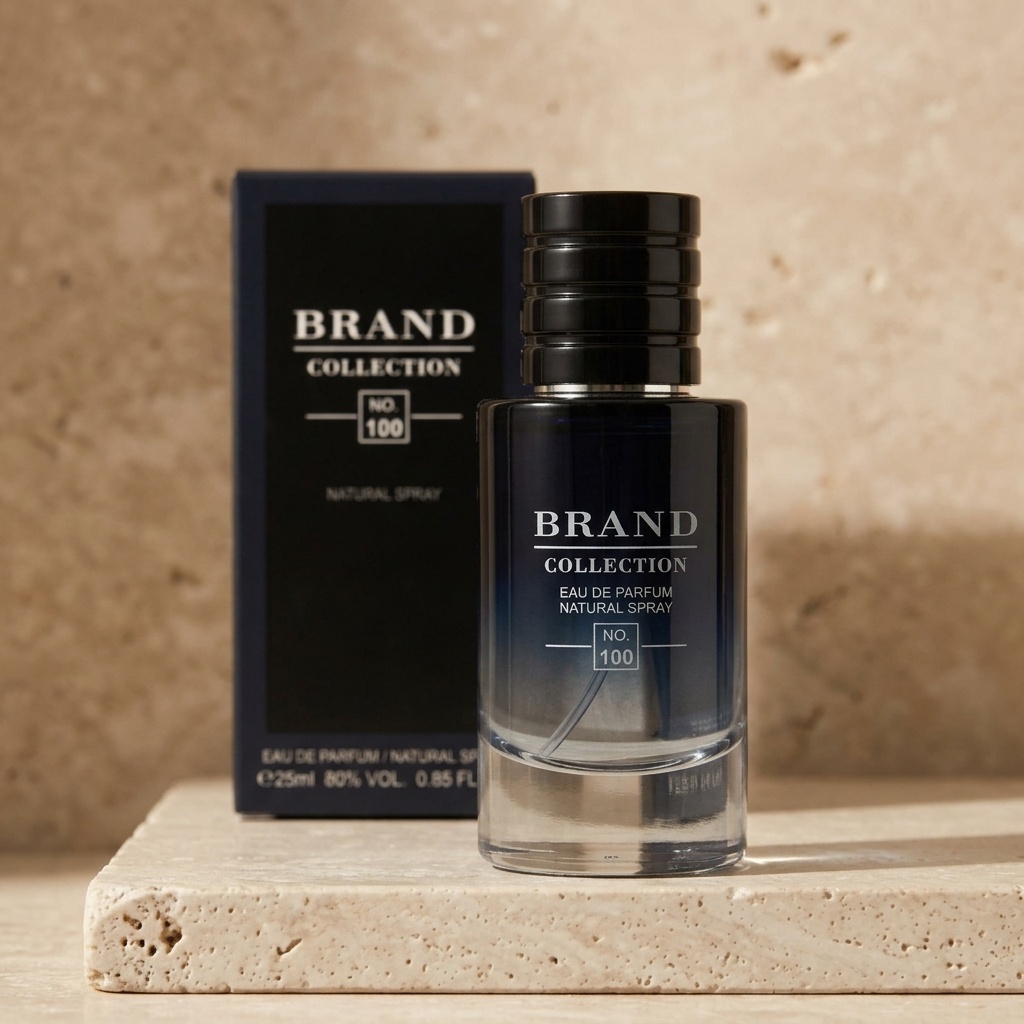 BRAND
COLLECTION
NO.
100
NATURAL SPRAY
EAU DE PARFUM / NATURAL SP
℮25ml 80% VOL. 0.85 FL
BRAND
COLLECTION
EAU DE PARFUM
NATURAL SPRAY
NO.
100